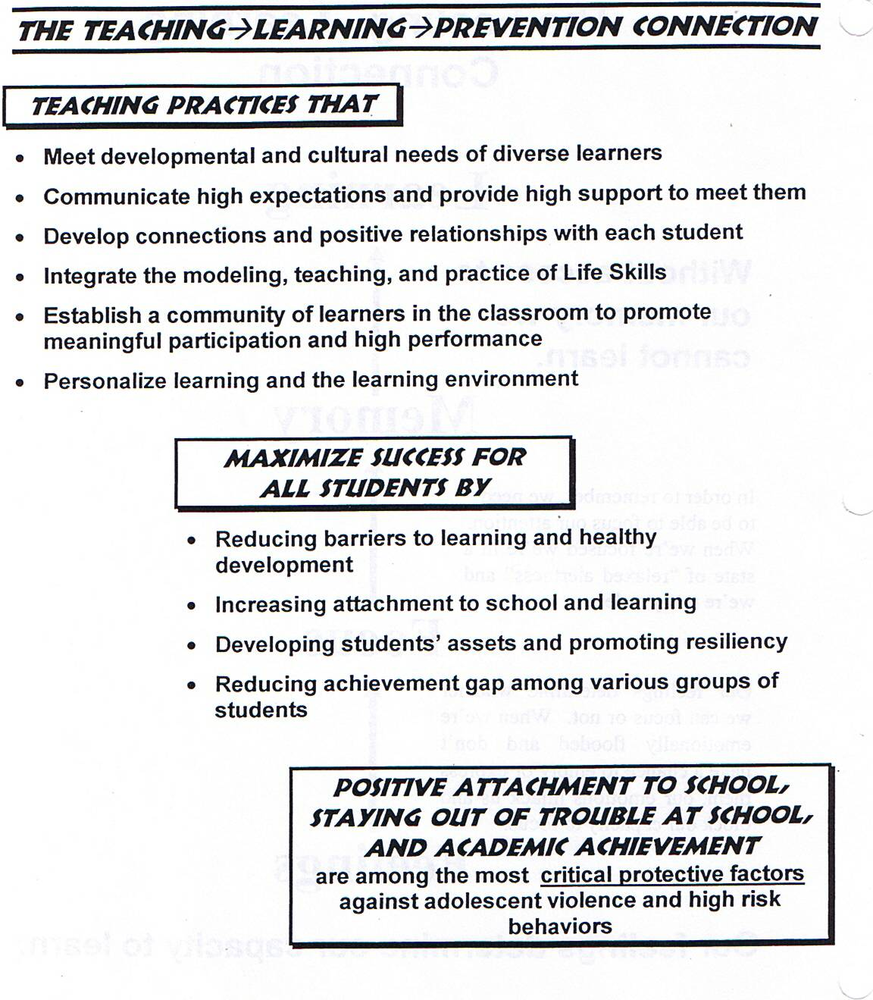 THE TEACHING→LEARNING→PREVENTION CONNECTION
TEACHING PRACTICES THAT
• Meet developmental and cultural needs of diverse learners
• Communicate high expectations and provide high support to meet them
• Develop connections and positive relationships with each student
• Integrate the modeling, teaching, and practice of Life Skills
• Establish a community of learners in the classroom to promote
meaningful participation and high performance
• Personalize learning and the learning environment
MAXIMIZE SUCCESS FOR
ALL STUDENTS BY
• Reducing barriers to learning and healthy
development
• Increasing attachment to school and learning
• Developing students’ assets and promoting resiliency
• Reducing achievement gap among various groups of
students
POSITIVE ATTACHMENT TO SCHOOL,
STAYING OUT OF TROUBLE AT SCHOOL,
AND ACADEMIC ACHIEVEMENT
are among the most critical protective factors
against adolescent violence and high risk
behaviors